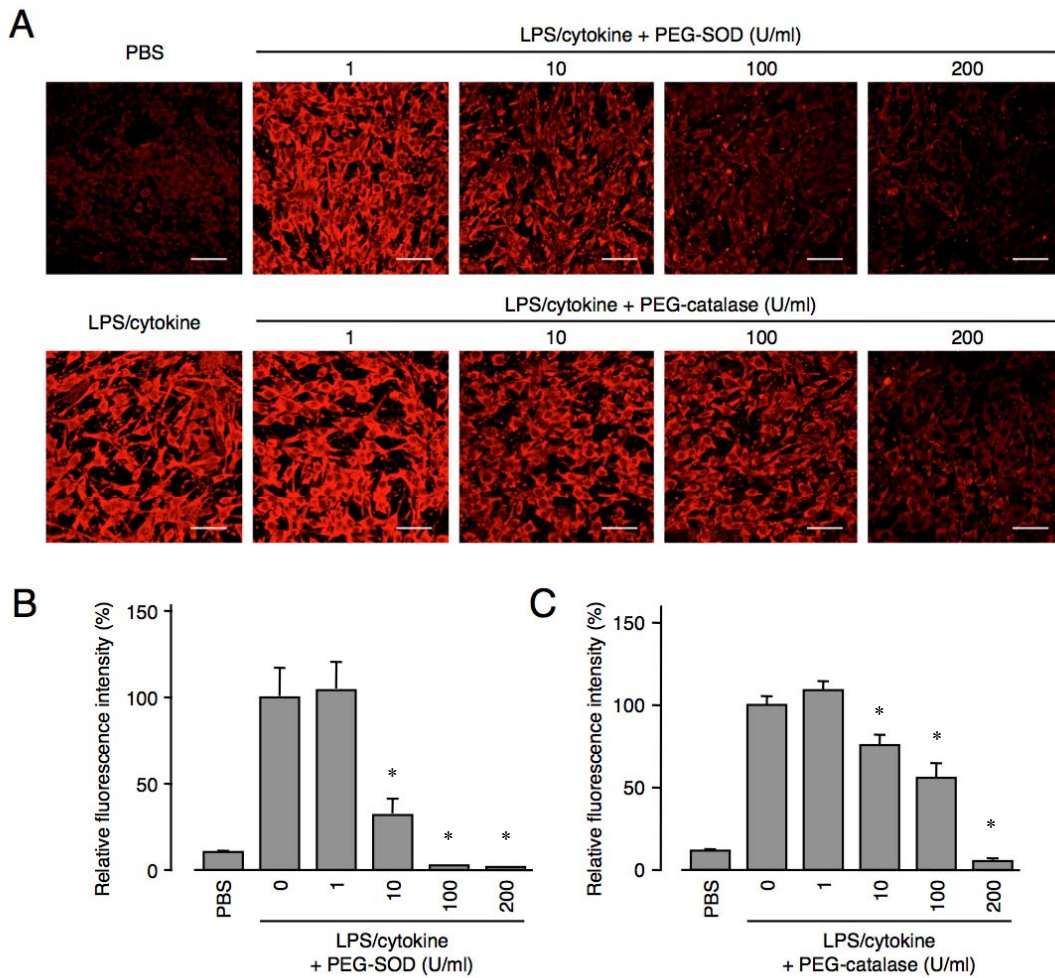 A
PBS
LPS/cytokine + PEG-SOD (U/ml)
1 10 100 200
LPS/cytokine
LPS/cytokine + PEG-catalase (U/ml)
1 10 100 200
B
Relative fluorescence intensity (%)
150
100
50
0
* * *
PBS 0 1 10 100 200
LPS/cytokine
+ PEG-SOD (U/ml)
C
Relative fluorescence intensity (%)
150
100
50
0
* * *
PBS 0 1 10 100 200
LPS/cytokine
+ PEG-catalase (U/ml)